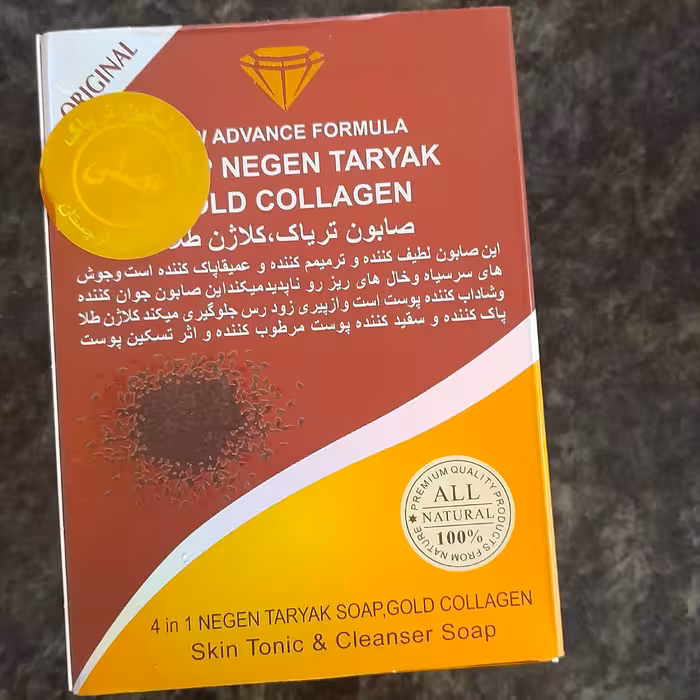 ORIGINAL
ADVANCE FORMULA
NEGEN TARYAK
GOLD COLLAGEN
صابون تریاک،کلاژن طلا
این صابون لطیف کننده و ترمیمم کننده و عمیقاپاک کننده است وجوش
های سرسیاه وخال های ریز رو ناپدیدمیکنداین صابون جوان کننده
وشاداب کننده پوست است وازپیری زود رس جلوگیری میکند کلاژن طلا
پاک کننده و سقید کننده پوست مرطوب کننده و اثر تسکین پوست
PREMIUM QUALITY PRODUCTS FROM NATURE
ALL
NATURAL
100%
4 in 1 NEGEN TARYAK SOAP,GOLD COLLAGEN
Skin Tonic & Cleanser Soap